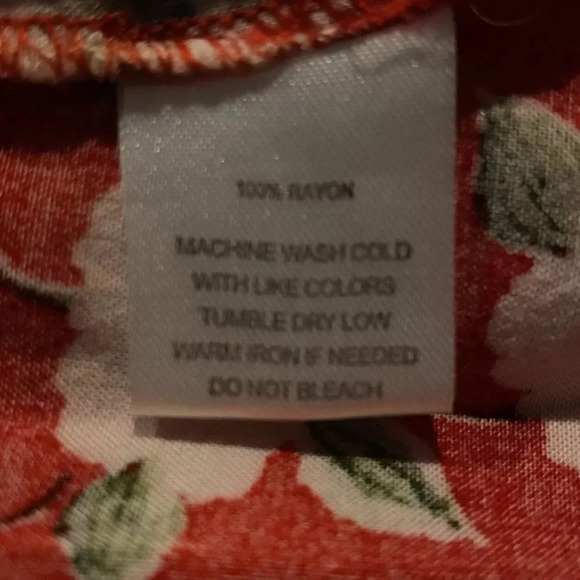 100% RAYON
MACHINE WASH COLD
WITH LIKE COLORS
TUMBLE DRY LOW
WARM IRON IF NEEDED
DO NOT BLEACH